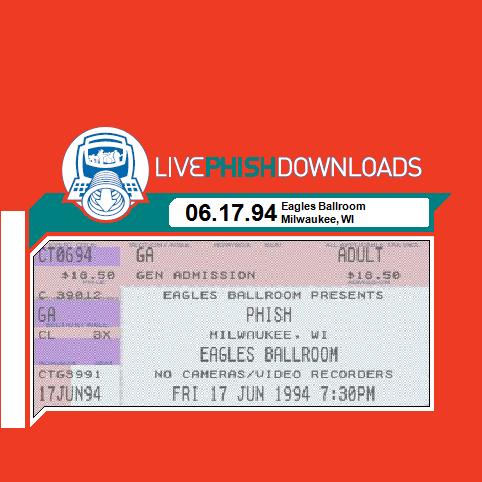 LIVEPHISHDOWNLOADS
06.17.94 Eagles Ballroom
Milwaukee, WI
CT0694 GA ADULT
$18.50 GEN ADMISSION $18.50
C 39012 EAGLES BALLROOM PRESENTS
GA PHISH
CL BX MILWAUKEE, WI
EAGLES BALLROOM
CTG3991 NO CAMERAS/VIDEO RECORDERS
17JUN94 FRI 17 JUN 1994 7:30PM